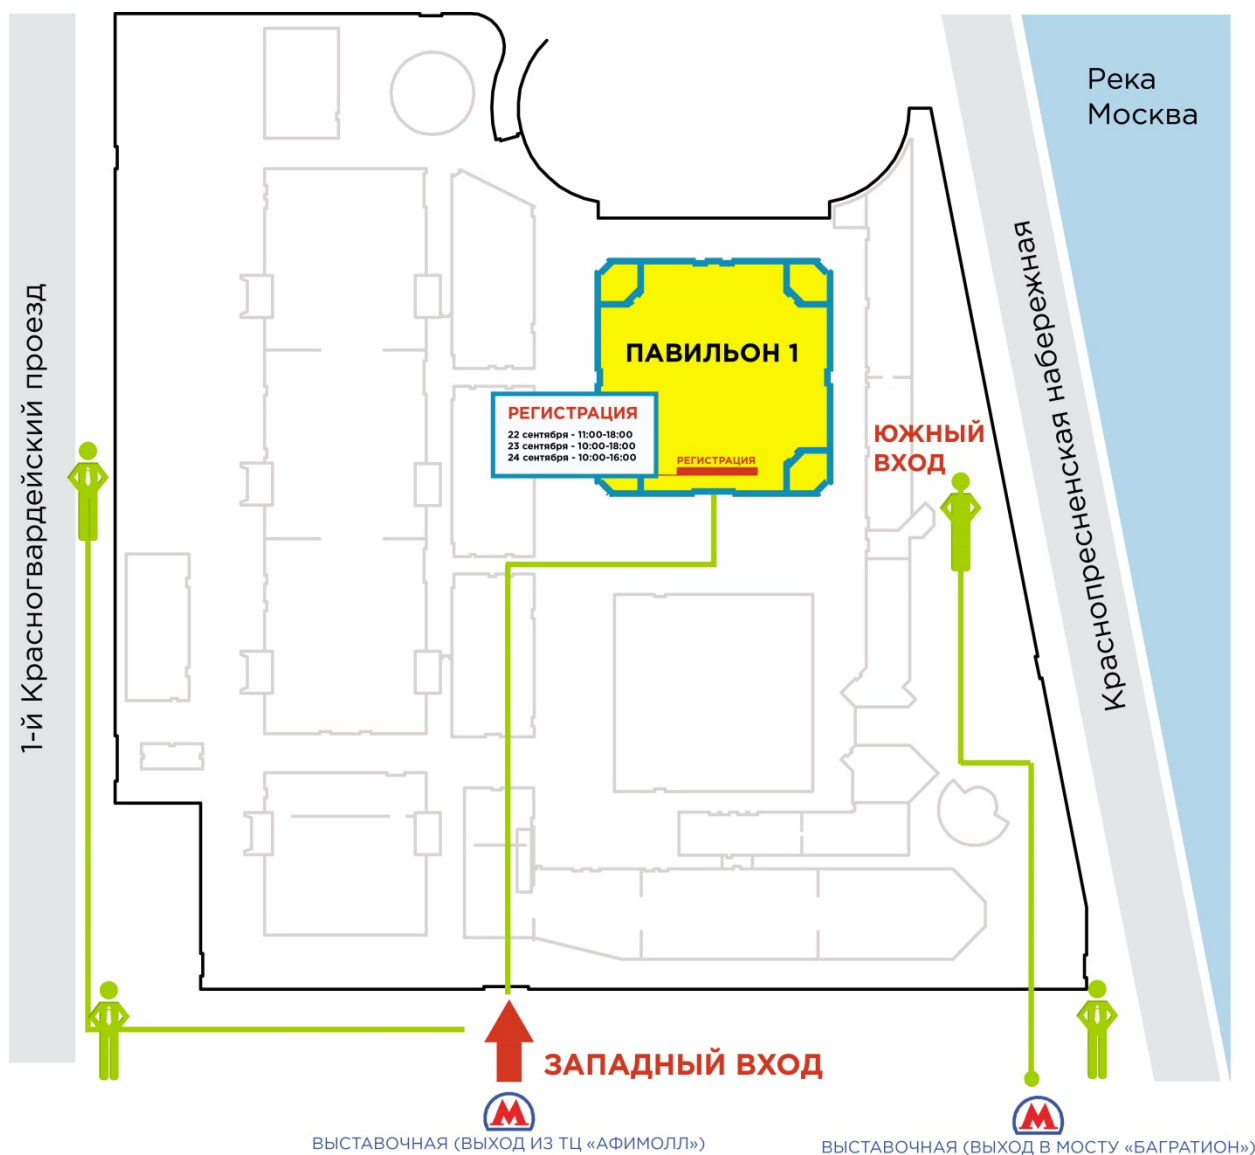 Река
Москва
1-й Красногвардейский проезд
Краснопресненская набережная
ПАВИЛЬОН 1
РЕГИСТРАЦИЯ
22 сентября - 11:00-18:00
23 сентября - 10:00-18:00
24 сентября - 10:00-16:00
РЕГИСТРАЦИЯ
ЮЖНЫЙ
ВХОД
ЗАПАДНЫЙ ВХОД
М
ВЫСТАВОЧНАЯ (ВЫХОД ИЗ ТЦ «АФИМОЛЛ»)
М
ВЫСТАВОЧНАЯ (ВЫХОД В МОСТУ «БАГРАТИОН»)